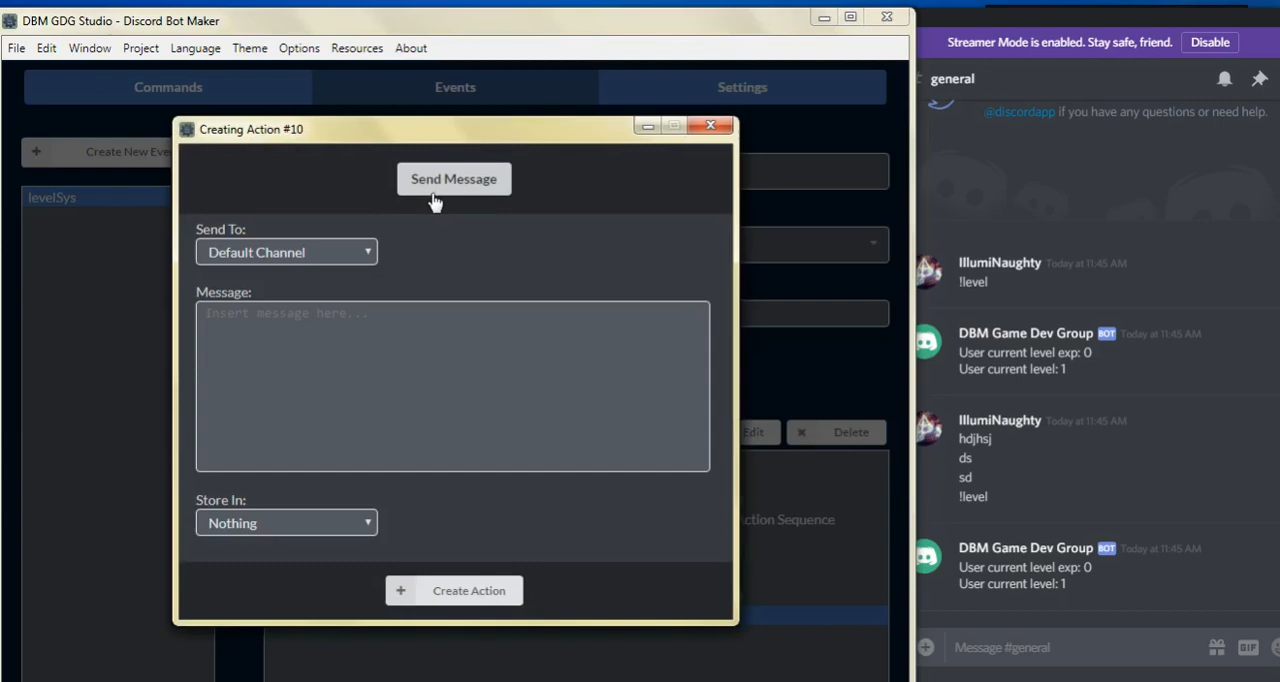 DBM GDG Studio - Discord Bot Maker
File Edit Window Project Language Theme Options Resources About
Commands Events Settings
Create New Eve
levelSys
Edit Delete
ction Sequence
Creating Action #10
Send Message
Send To:
Default Channel
Message:
Insert message here...
Store In:
Nothing
+ Create Action
Streamer Mode is enabled. Stay safe, friend. Disable
general
@discordapp if you have any questions or need help.
IllumiNaughty Today at 11:45 AM
!level
DBM Game Dev Group BOT Today at 11:45 AM
User current level exp: 0
User current level: 1
IllumiNaughty Today at 11:45 AM
hdjhsj
ds
sd
!level
DBM Game Dev Group BOT Today at 11:45 AM
User current level exp: 0
User current level: 1
Message #general
GIF